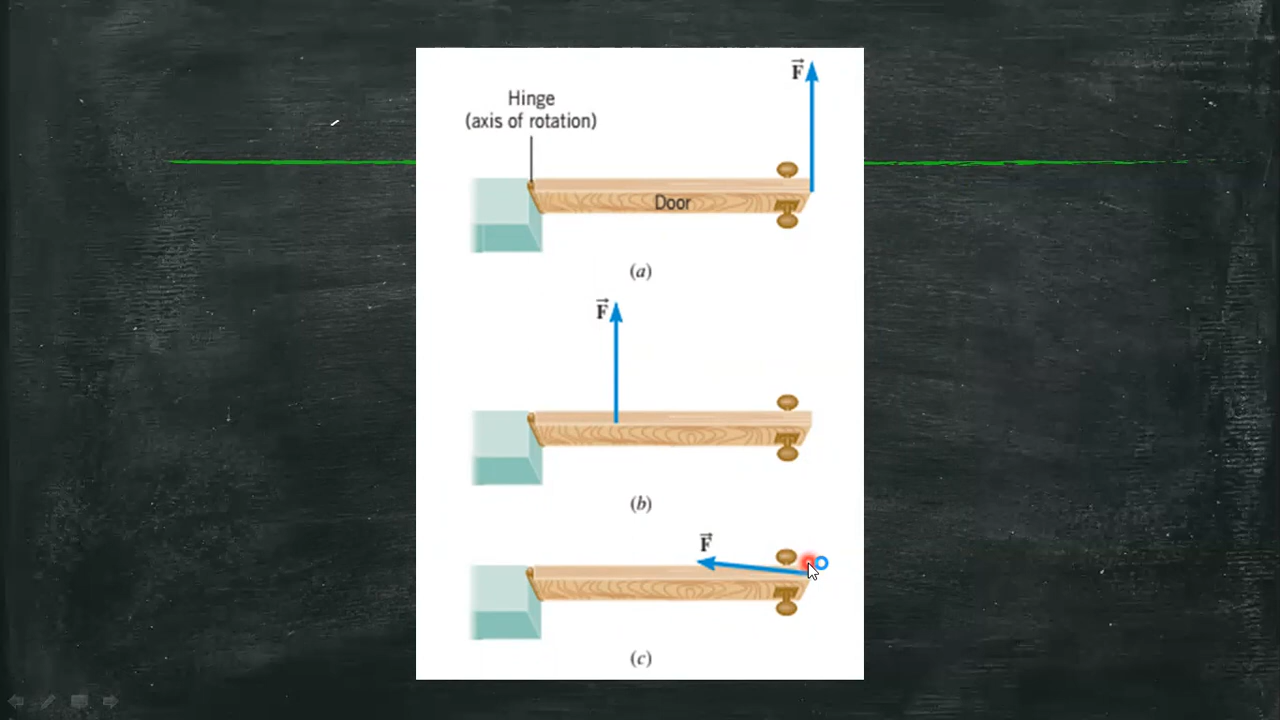 F
Hinge
(axis of rotation)
Door
(a)
F
(b)
F
(c)